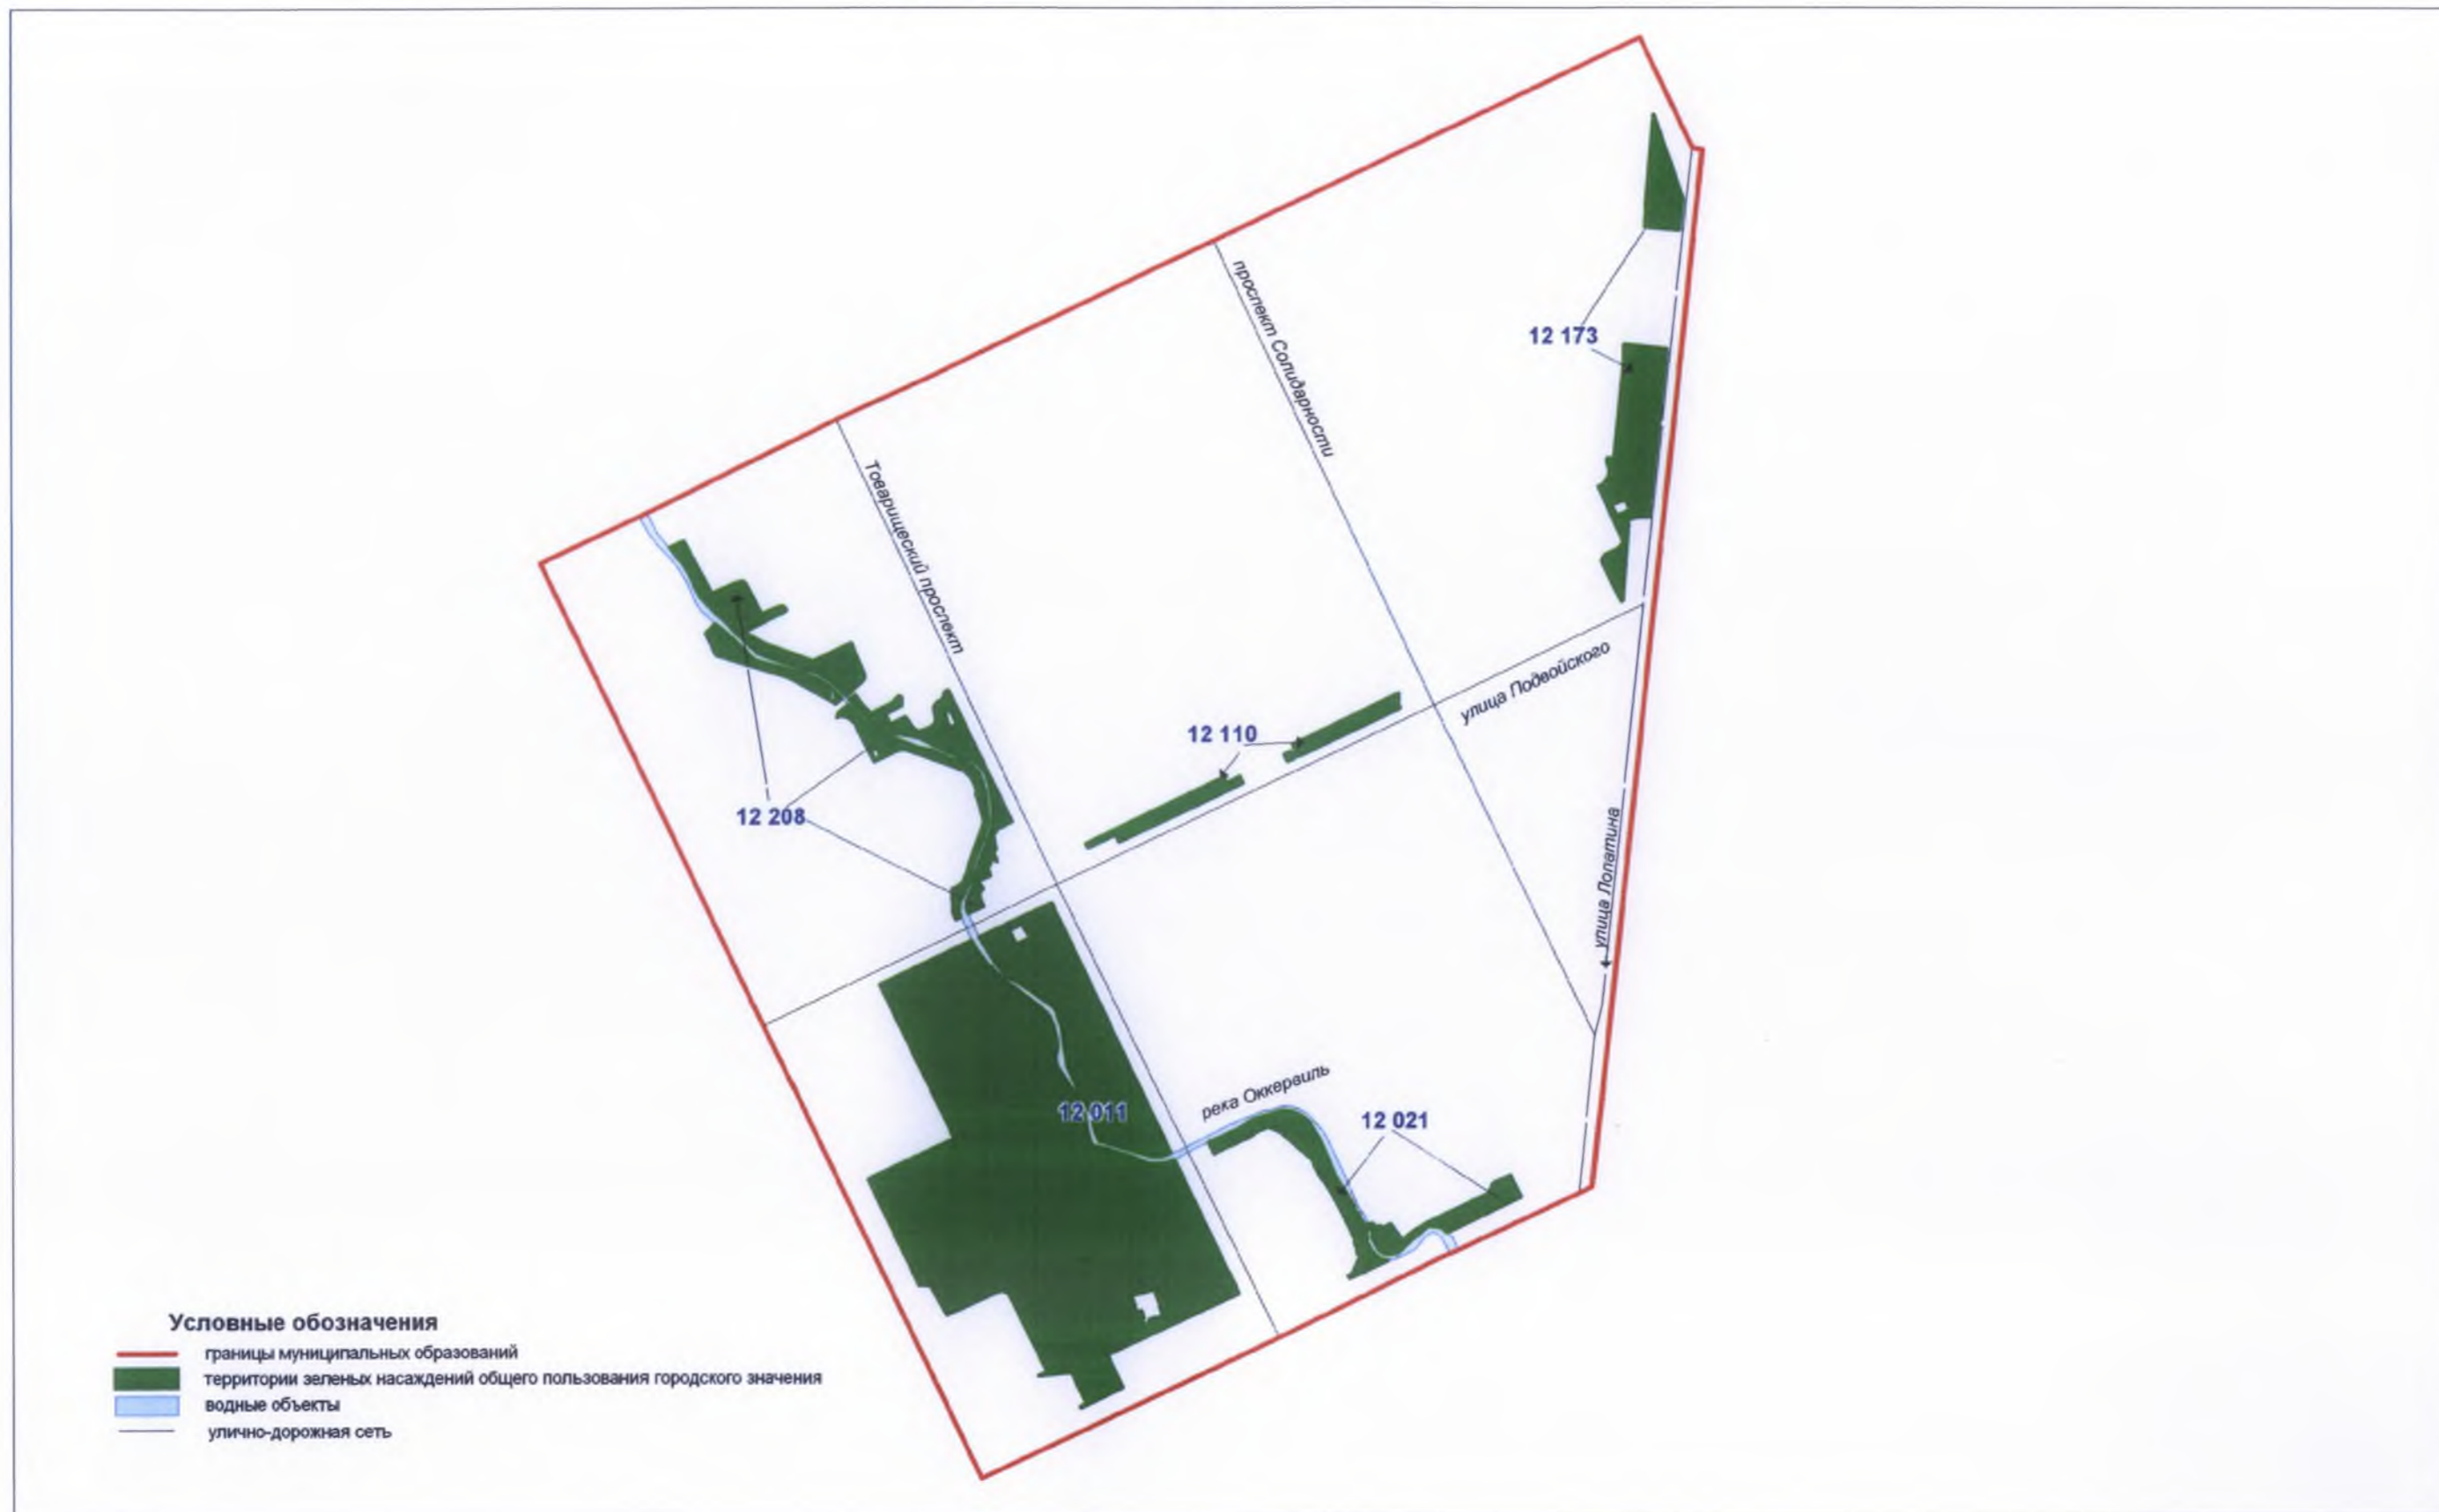 проспект Солидарности
12 173
Товарищеский проспект
улица Подвойского
12 110
12 208
улица Лопатина
река Оккервиль
12 011
12 021
Условные обозначения
границы муниципальных образований
территории зеленых насаждений общего пользования городского значения
водные объекты
улично-дорожная сеть